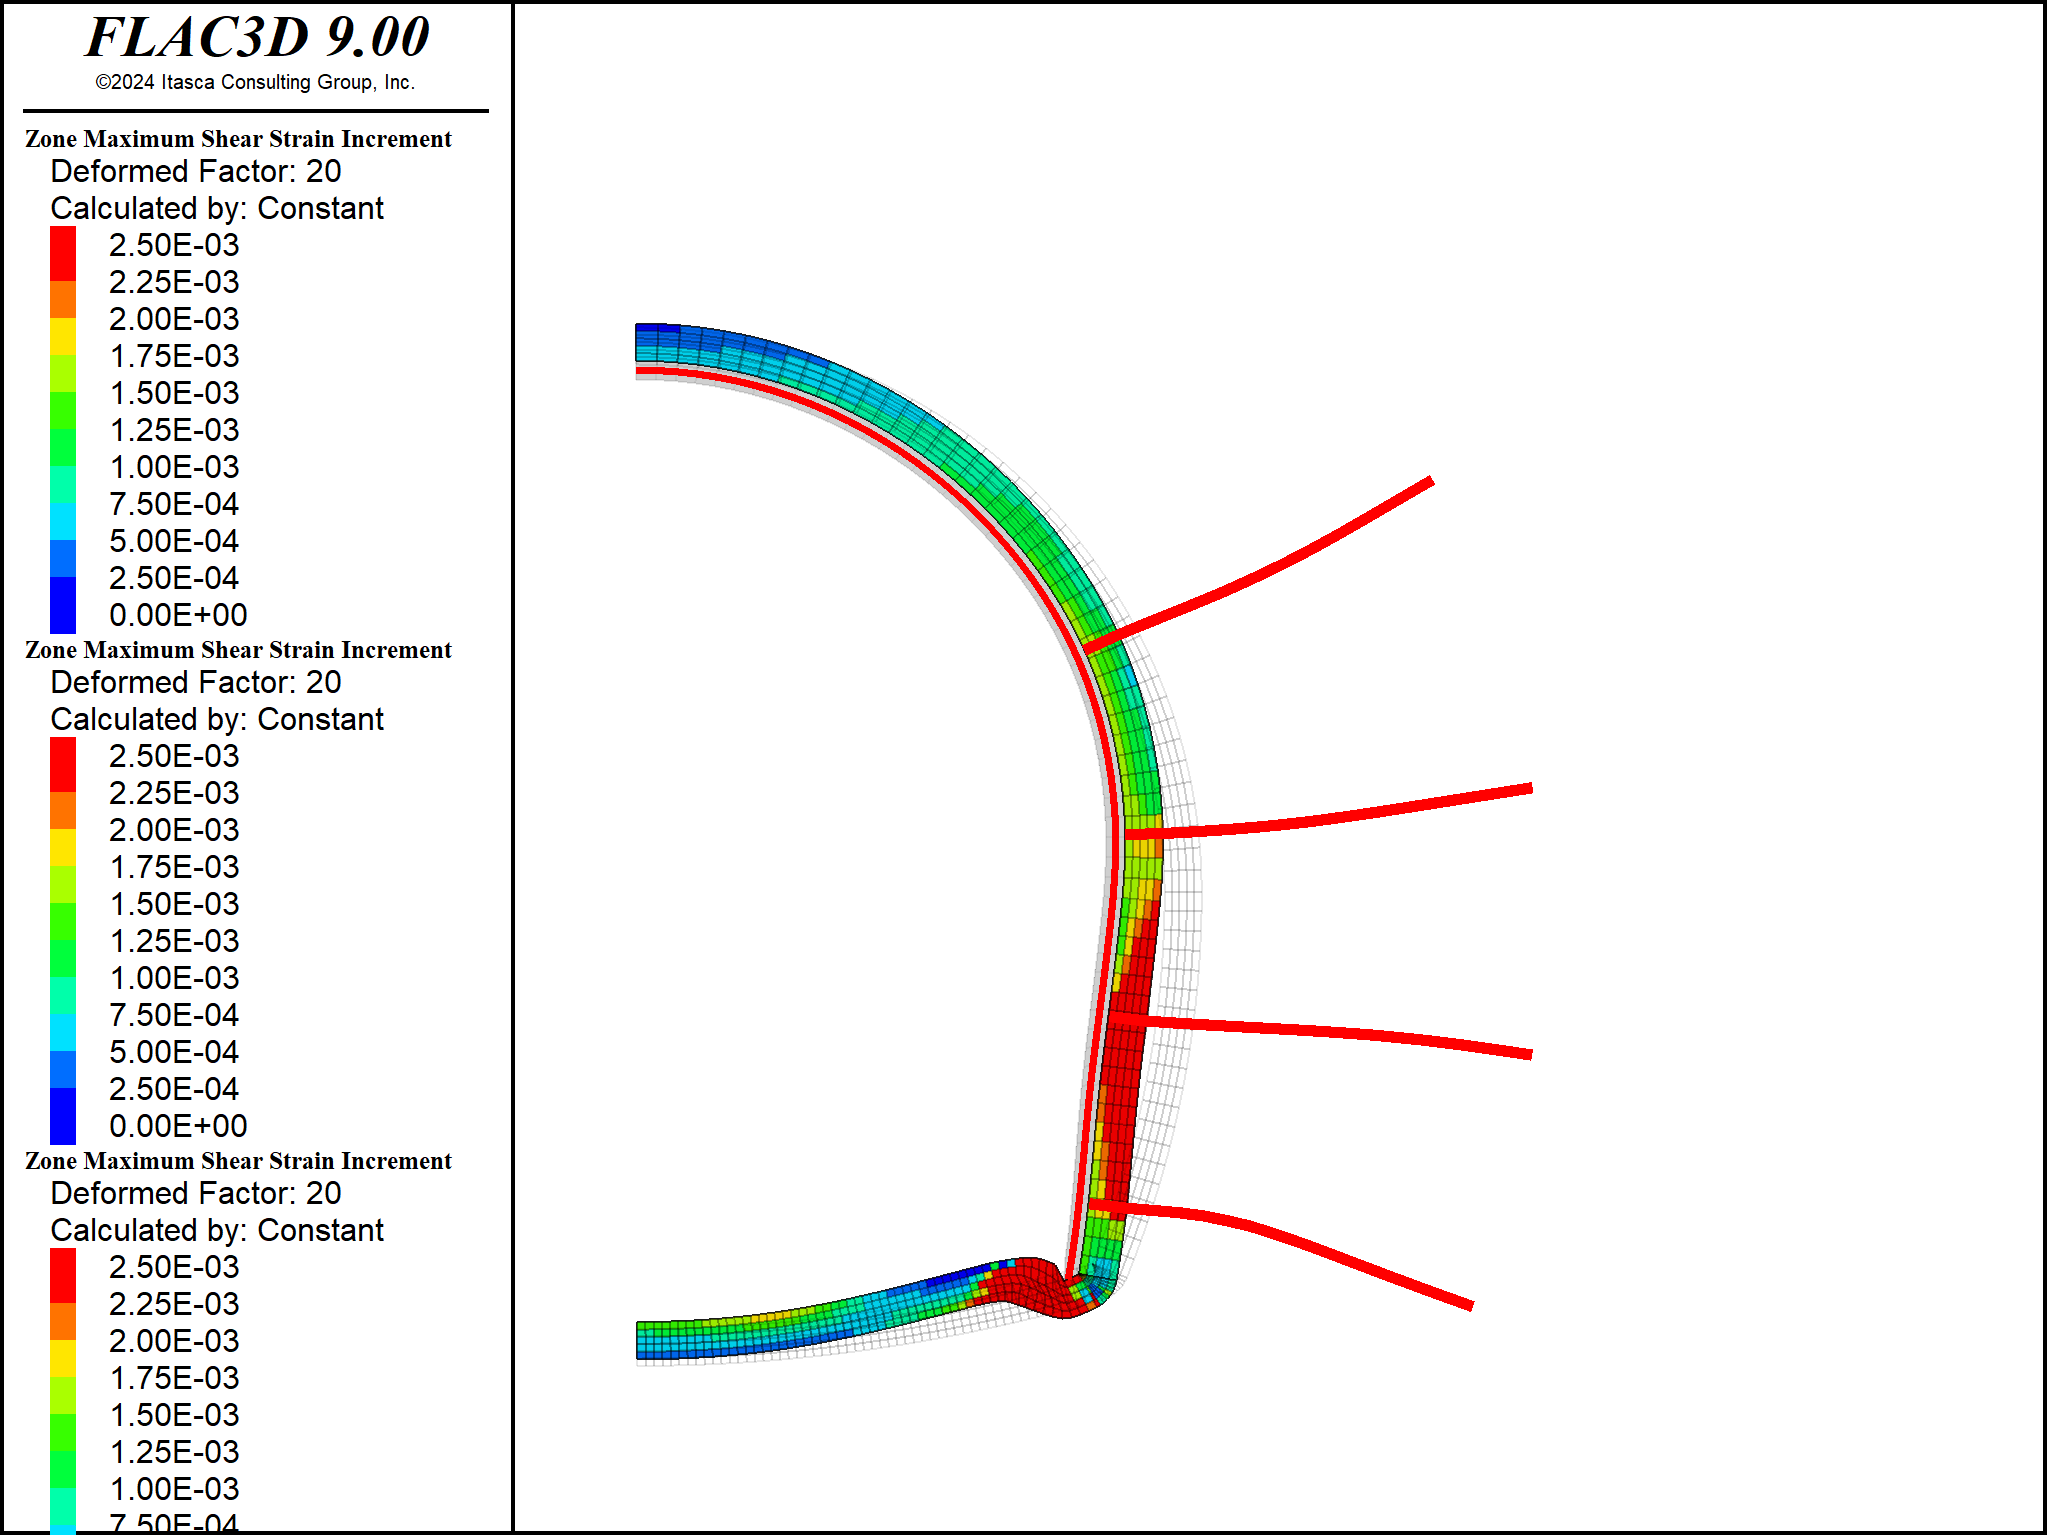 FLAC3D 9.00
©2024 Itasca Consulting Group, Inc.
Zone Maximum Shear Strain Increment
Deformed Factor: 20
Calculated by: Constant
2.50E-03
2.25E-03
2.00E-03
1.75E-03
1.50E-03
1.25E-03
1.00E-03
7.50E-04
5.00E-04
2.50E-04
0.00E+00
Zone Maximum Shear Strain Increment
Deformed Factor: 20
Calculated by: Constant
2.50E-03
2.25E-03
2.00E-03
1.75E-03
1.50E-03
1.25E-03
1.00E-03
7.50E-04
5.00E-04
2.50E-04
0.00E+00
Zone Maximum Shear Strain Increment
Deformed Factor: 20
Calculated by: Constant
2.50E-03
2.25E-03
2.00E-03
1.75E-03
1.50E-03
1.25E-03
1.00E-03
7.50E-04